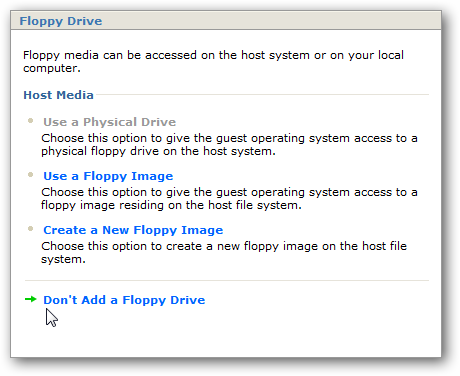 Floppy Drive
Floppy media can be accessed on the host system or on your local
computer.
Host Media
Use a Physical Drive
Choose this option to give the guest operating system access to a
physical floppy drive on the host system.
Use a Floppy Image
Choose this option to give the guest operating system access to a
floppy image residing on the host file system.
Create a New Floppy Image
Choose this option to create a new floppy image on the host file
system.
Don't Add a Floppy Drive